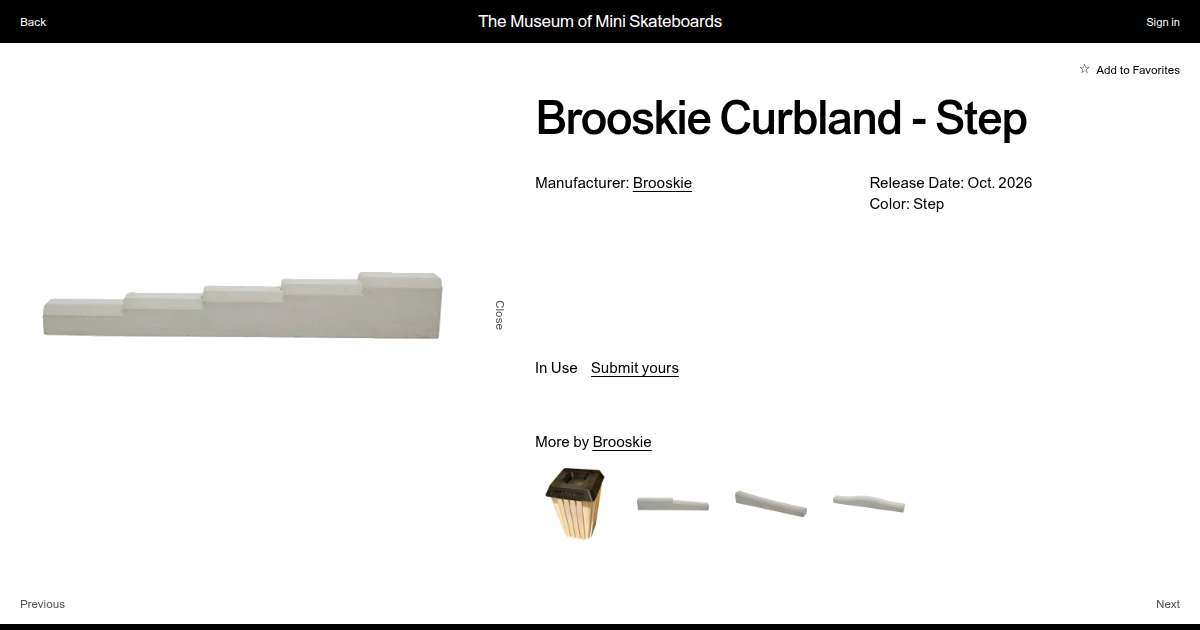 Back
The Museum of Mini Skateboards
Sign in
☆ Add to Favorites
Brooskie Curbland - Step
Manufacturer: Brooskie
Release Date: Oct. 2026
Color: Step
Close
In Use Submit yours
More by Brooskie
Previous
Next